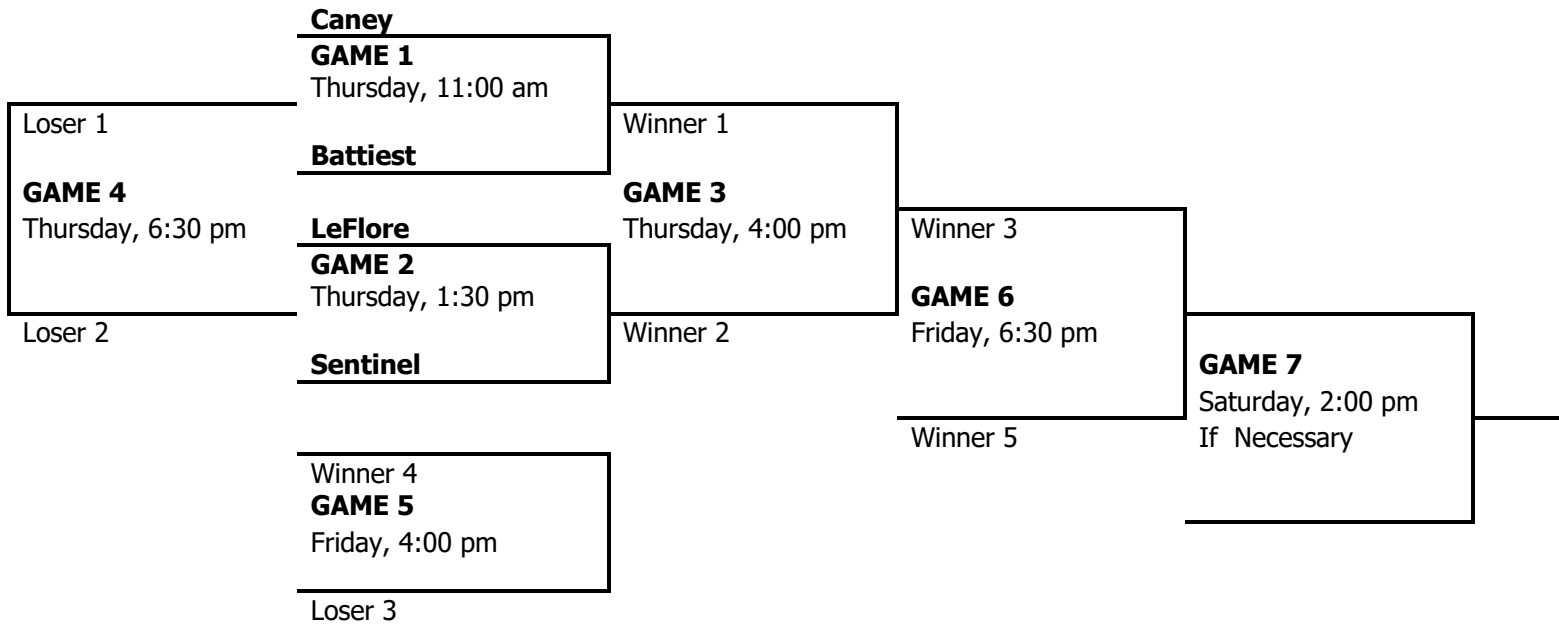 Caney
GAME 1
Thursday, 11:00 am
Loser 1
Winner 1
Battiest
GAME 4
GAME 3
Thursday, 6:30 pm
LeFlore
Thursday, 4:00 pm
Winner 3
GAME 2
Thursday, 1:30 pm
GAME 6
Loser 2
Winner 2
Friday, 6:30 pm
Sentinel
GAME 7
Saturday, 2:00 pm
Winner 5
If Necessary
Winner 4
GAME 5
Friday, 4:00 pm
Loser 3